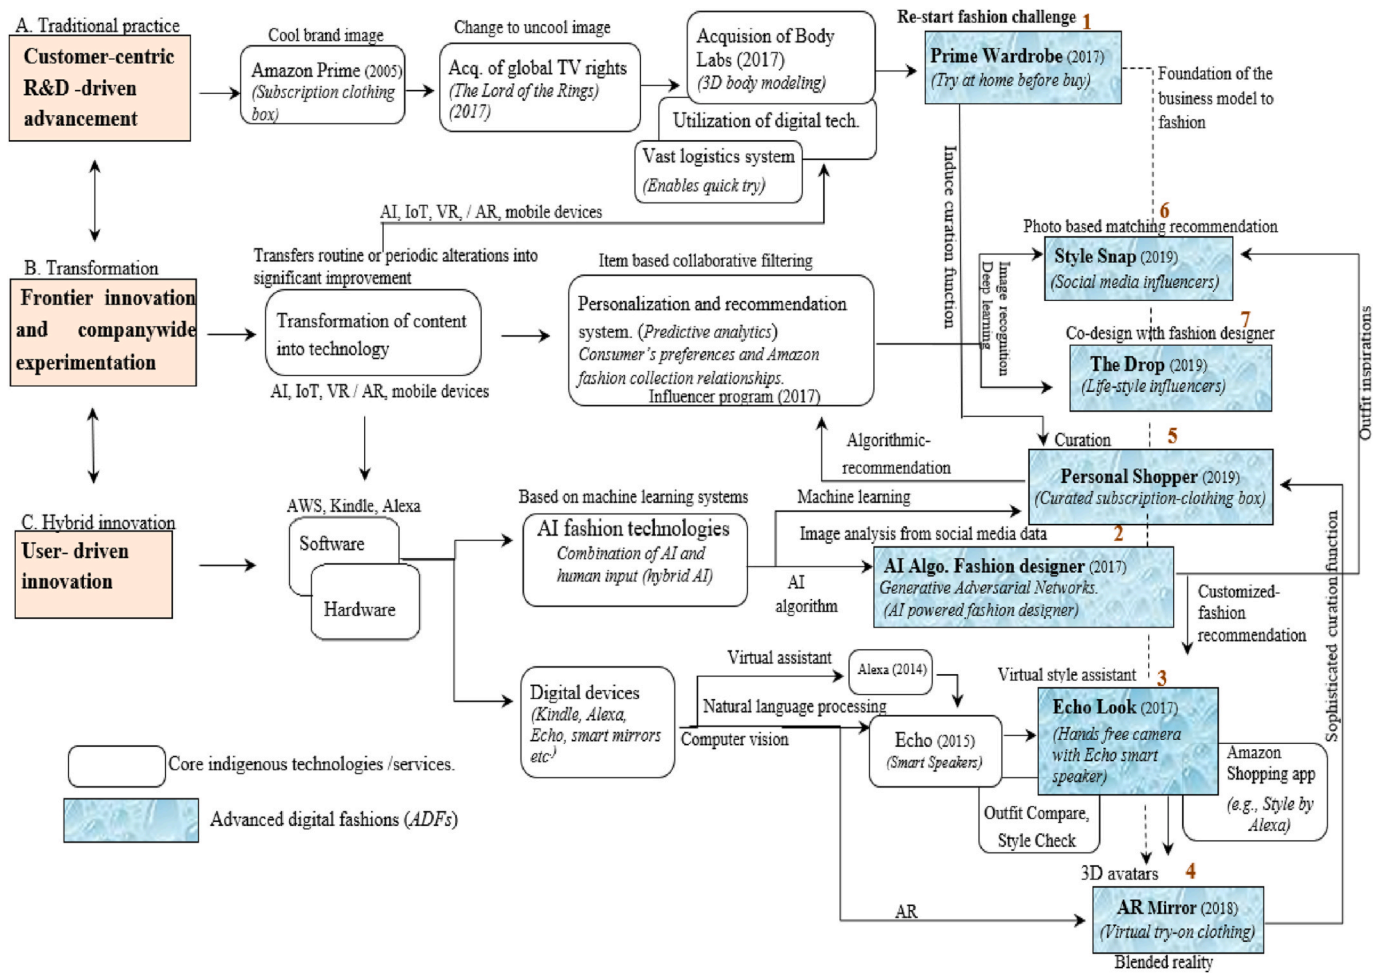 A. Traditional practice
Customer-centric
R&D -driven
advancement
Cool brand image
Amazon Prime (2005)
(Subscription clothing
box)
Change to uncool image
Acq. of global TV rights
(The Lord of the Rings)
(2017)
Acquision of Body
Labs (2017)
(3D body modeling)
Utilization of digital tech.
Vast logistics system
(Enables quick try)
Re-start fashion challenge
1
Prime Wardrobe (2017)
(Try at home before buy)
Foundation of the
business model to
fashion
Induce curation function
AI, IoT, VR, / AR, mobile devices
B. Transformation
Frontier innovation
and companywide
experimentation
Transfers routine or periodic alterations into
significant improvement
Transformation of content
into technology
AI, IoT, VR / AR, mobile devices
Item based collaborative filtering
Personalization and recommendation
system. (Predictive analytics)
Consumer's preferences and Amazon
fashion collection relationships.
Influencer program (2017)
Image recognition
Deep learning
6
Photo based matching recommendation
Style Snap (2019)
(Social media influencers)
7
Co-design with fashion designer
The Drop (2019)
(Life-style influencers)
Outfit inspiratons
Algorithmic-
recommendation
Curation
5
Personal Shopper (2019)
(Curated subscription-clothing box)
C. Hybrid innovation
User- driven
innovation
AWS, Kindle, Alexa
Software
Hardware
Based on machine learning systems
AI fashion technologies
Combination of AI and
human input (hybrid AI)
Machine learning
Image analysis from social media data
2
AI
algorithm
AI Algo. Fashion designer (2017)
Generative Adversarial Networks.
(AI powered fashion designer)
Customized-
fashion
recommendation
Sophisticated curation function
Digital devices
(Kindle, Alexa,
Echo, smart mirrors
etc.)
Virtual assistant
Alexa (2014)
Natural language processing
Computer vision
Echo (2015)
(Smart Speakers)
Virtual style assistant
3
Echo Look (2017)
(Hands free camera
with Echo smart
speaker)
Outfit Compare,
Style Check
Amazon
Shopping app
(e.g., Style by
Alexa)
3D avatars
4
AR
AR Mirror (2018)
(Virtual try-on clothing)
Blended reality
Core indigenous technologies /services.
Advanced digital fashions (ADFs)